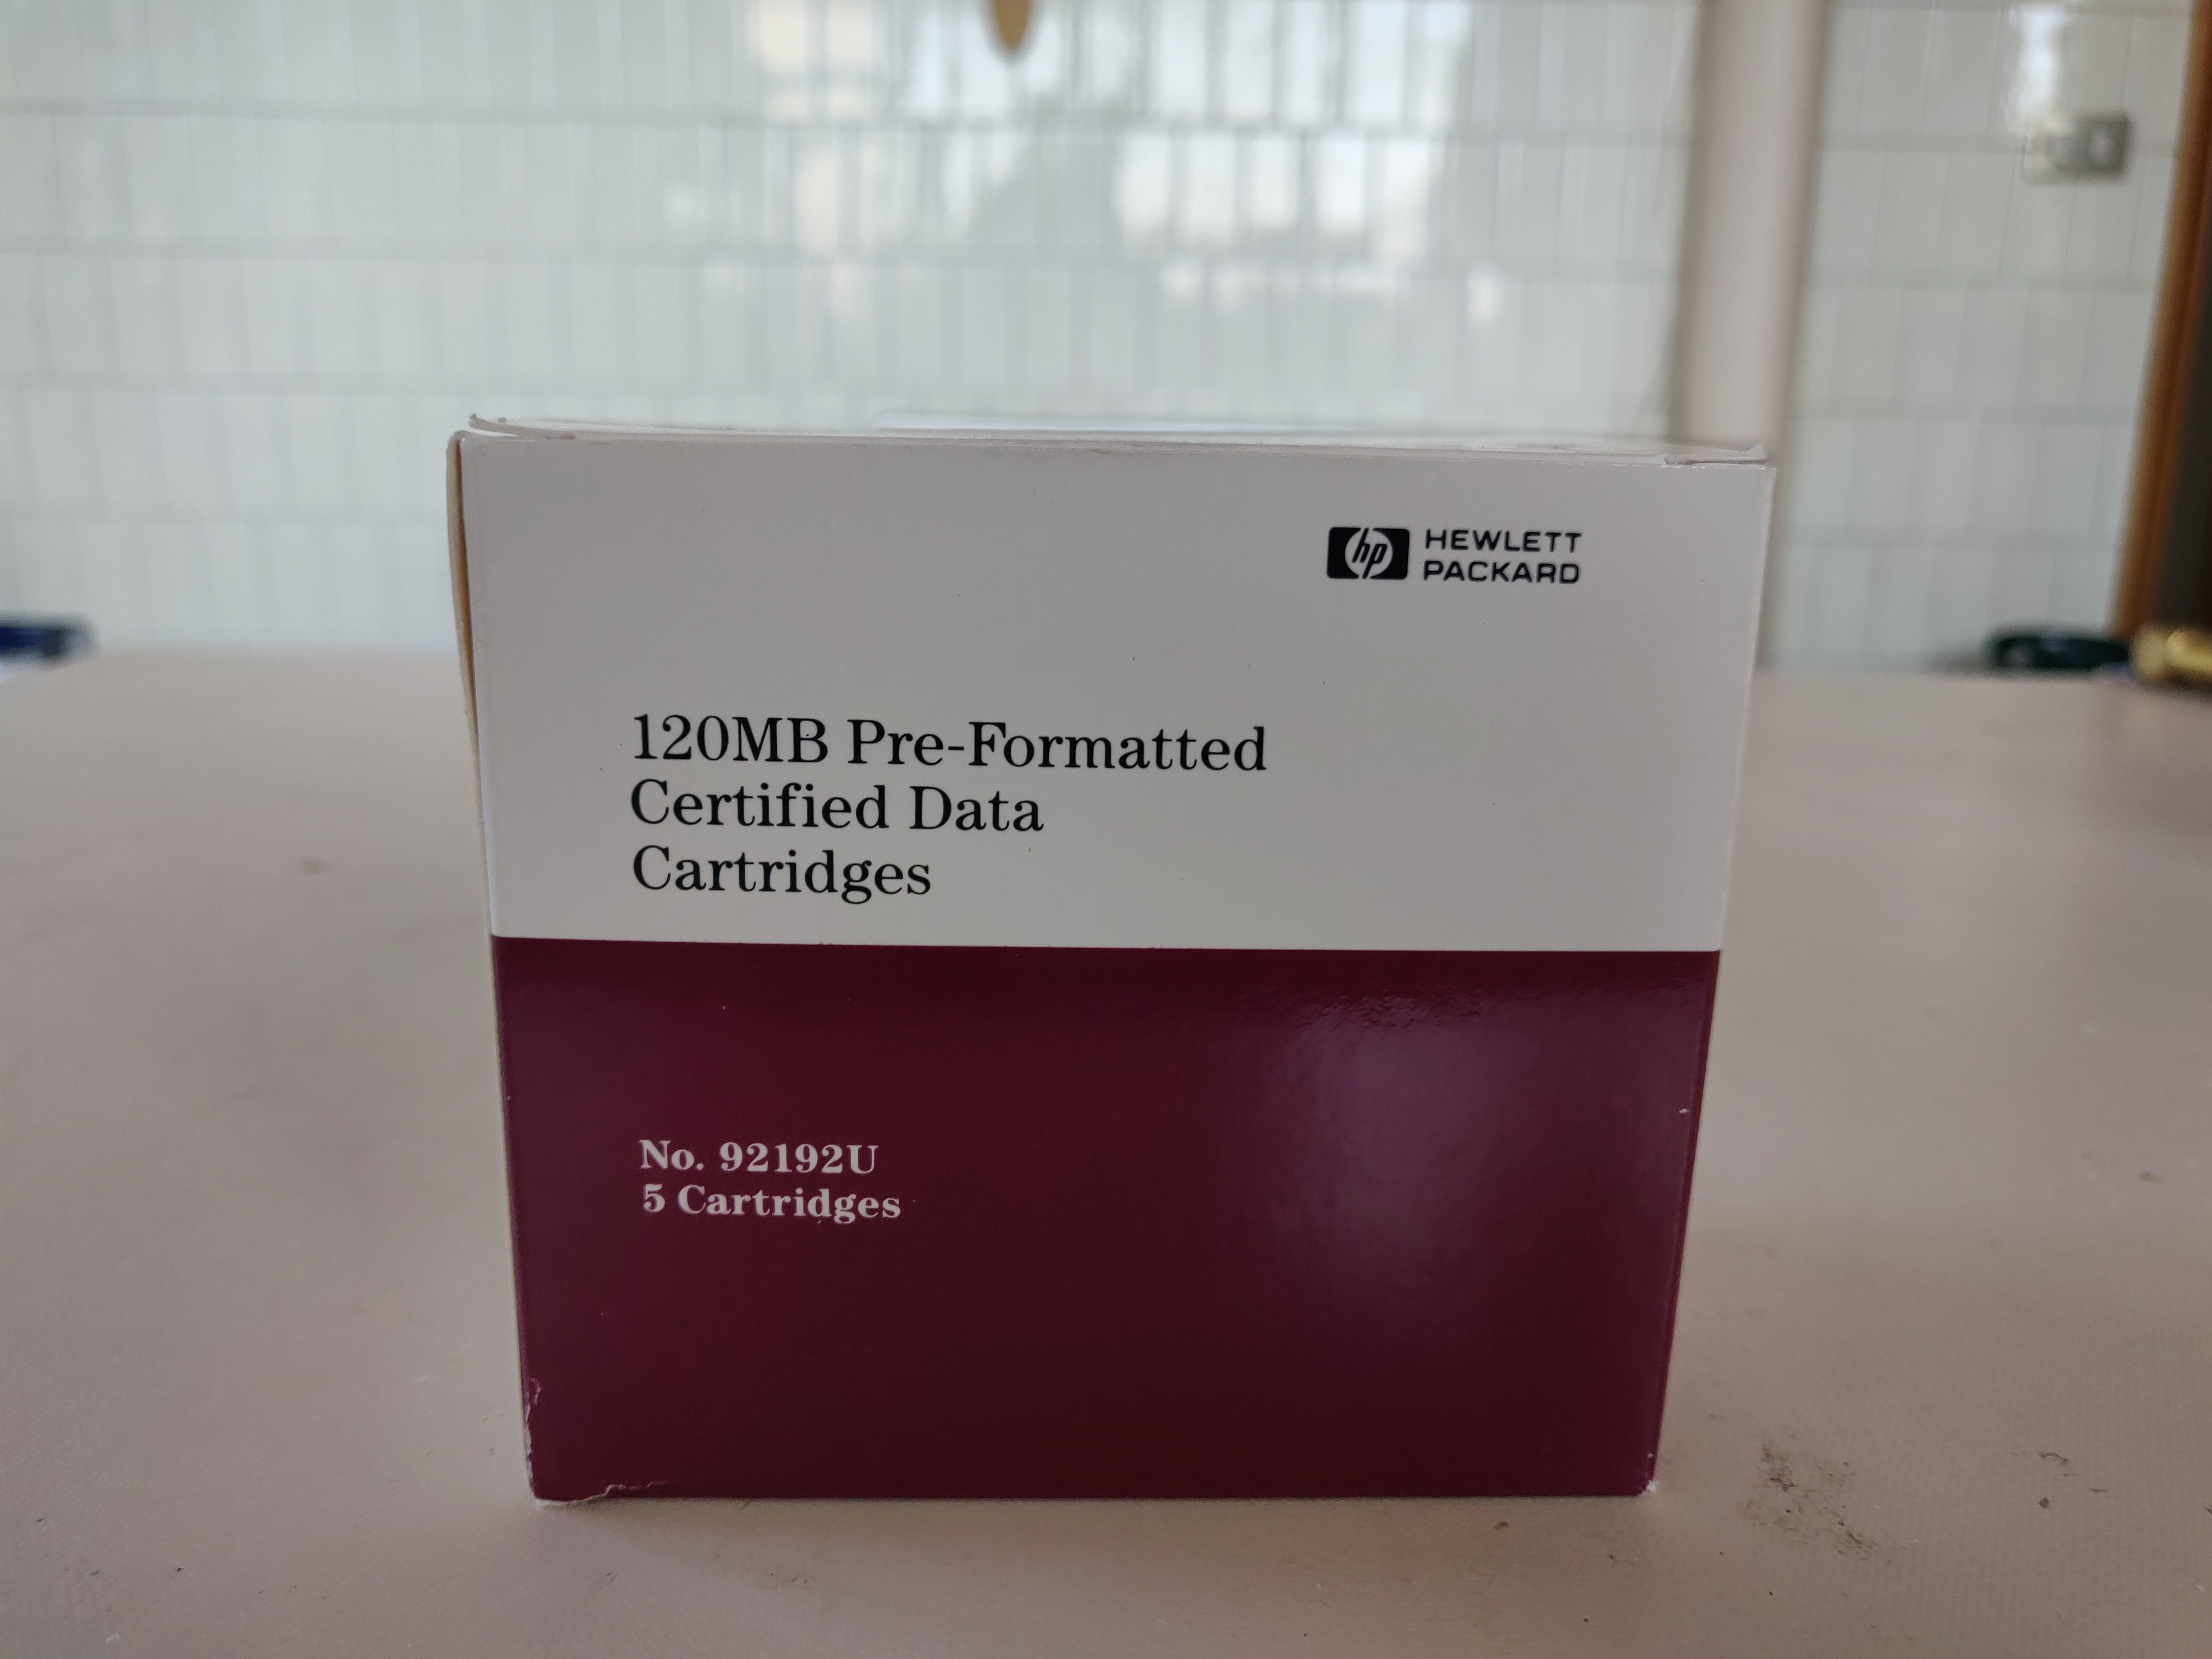 hp HEWLETT
PACKARD
120MB Pre-Formatted
Certified Data
Cartridges
No. 92192U
5 Cartridges